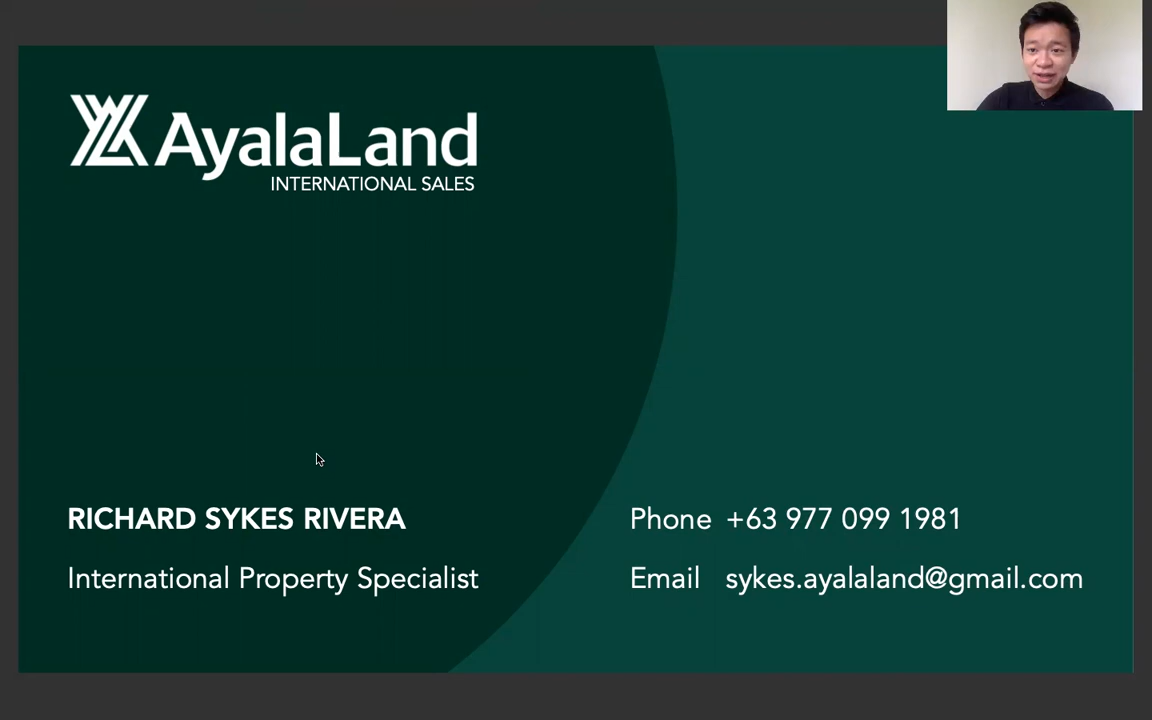 AyalaLand
INTERNATIONAL SALES
RICHARD SYKES RIVERA
International Property Specialist
Phone +63 977 099 1981
Email sykes.ayalaland@gmail.com